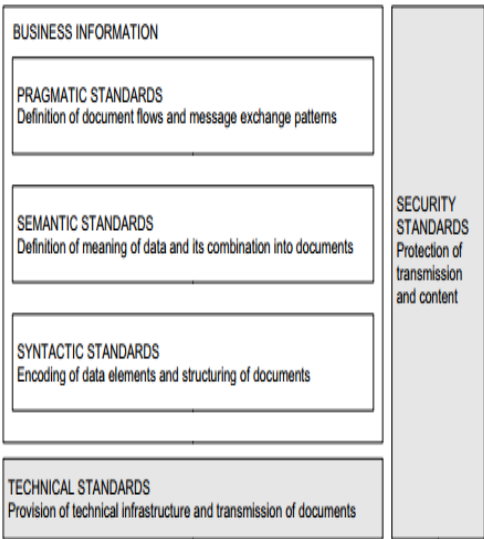 BUSINESS INFORMATION
PRAGMATIC STANDARDS
Definition of document flows and message exchange patterns
SEMANTIC STANDARDS
Definition of meaning of data and its combination into documents
SYNTACTIC STANDARDS
Encoding of data elements and structuring of documents
TECHNICAL STANDARDS
Provision of technical infrastructure and transmission of documents
SECURITY
STANDARDS
Protection of
transmission
and content